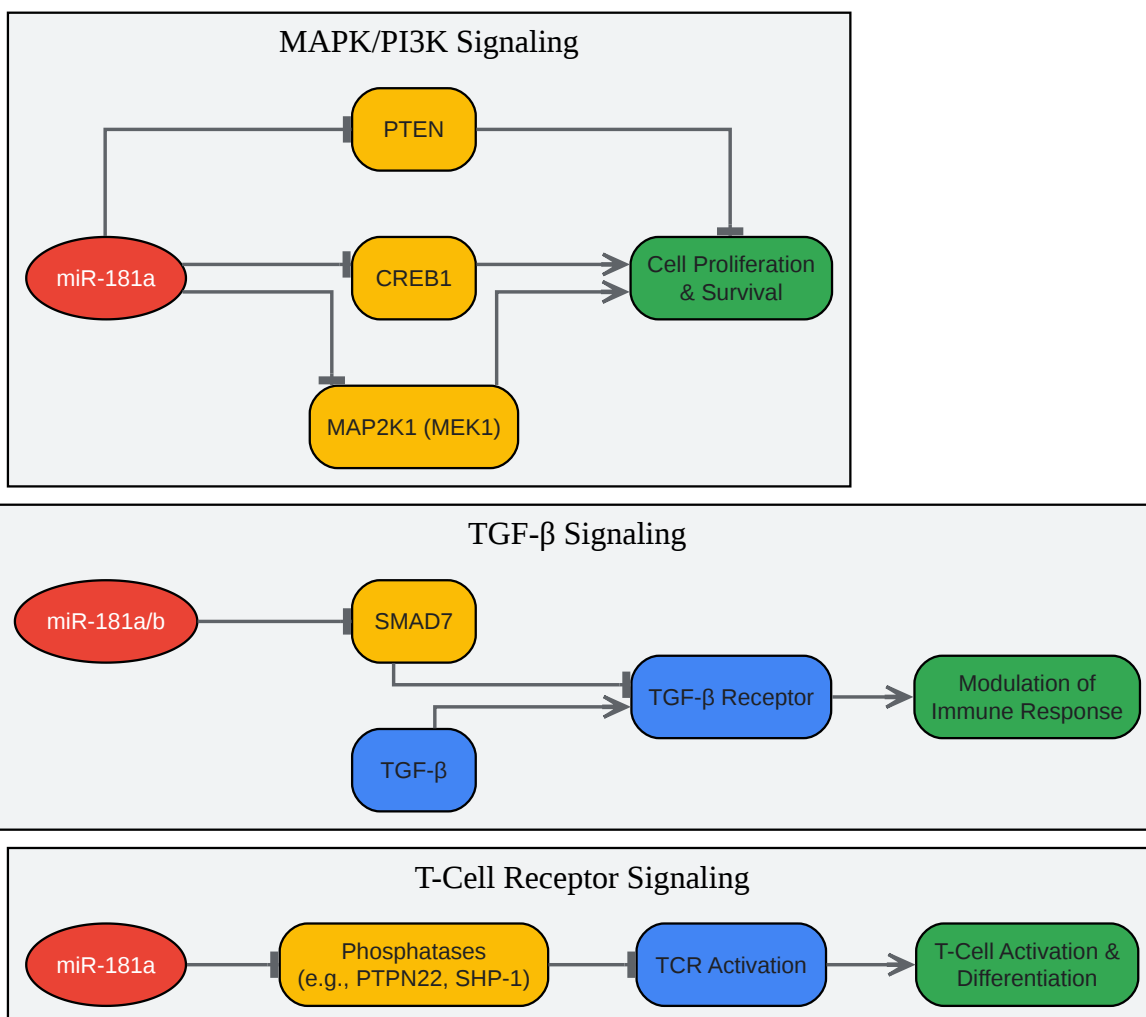 MAPK/PI3K Signaling
PTEN
miR-181a
CREB1
Cell Proliferation
& Survival
MAP2K1 (MEK1)
TGF-β Signaling
miR-181a/b
SMAD7
TGF-β Receptor
Modulation of
Immune Response
TGF-β
T-Cell Receptor Signaling
miR-181a
Phosphatases
(e.g., PTPN22, SHP-1)
TCR Activation
T-Cell Activation &
Differentiation